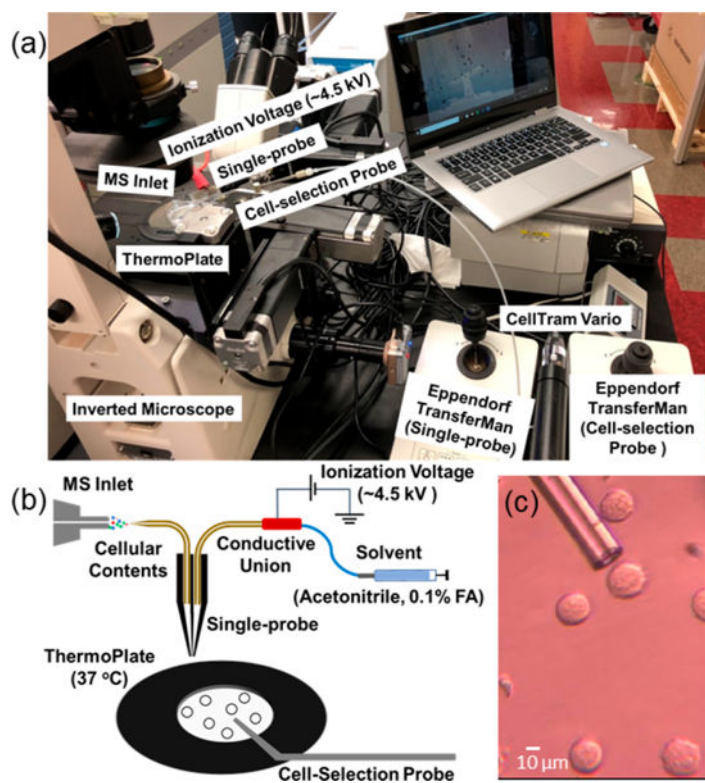 (a)
Ionization Voltage (~4.5 kV)
Single-probe
MS Inlet
Cell-selection Probe
ThermoPlate
CellTram Vario
Inverted Microscope
Eppendorf
TransferMan
(Single-probe)
Eppendorf
TransferMan
(Cell-selection
Probe )
(b)
MS Inlet
Ionization Voltage
(~4.5 kV )
Cellular
Contents
Conductive
Union
Solvent
(Acetonitrile, 0.1% FA)
Single-probe
ThermoPlate
(37 °C)
Cell-Selection Probe
(c)
10 μm